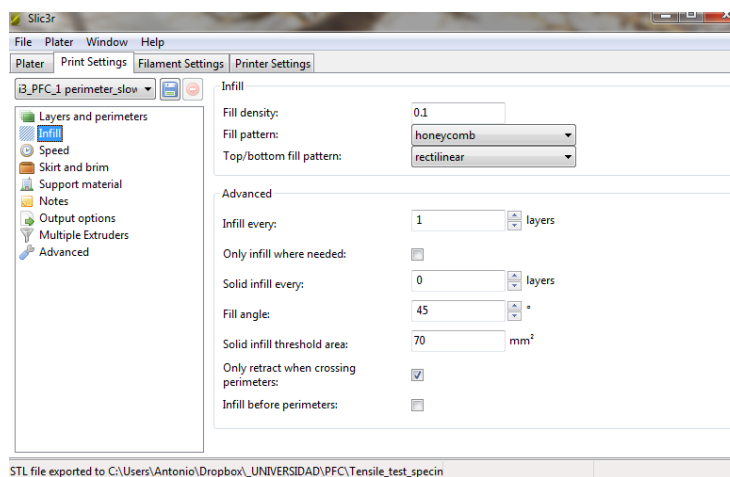 Slic3r
File Plater Window Help
Plater Print Settings Filament Settings Printer Settings
i3_PFC_1 perimeter_slow
Layers and perimeters
Infill
Speed
Skirt and brim
Support material
Notes
Output options
Multiple Extruders
Advanced
Infill
Fill density: 0.1
Fill pattern: honeycomb
Top/bottom fill pattern: rectilinear
Advanced
Infill every: 1 layers
Only infill where needed:
Solid infill every: 0 layers
Fill angle: 45 °
Solid infill threshold area: 70 mm²
Only retract when crossing
perimeters:
Infill before perimeters:
STL file exported to C:\Users\Antonio\Dropbox\_UNIVERSIDAD\PFC\Tensile_test_specin